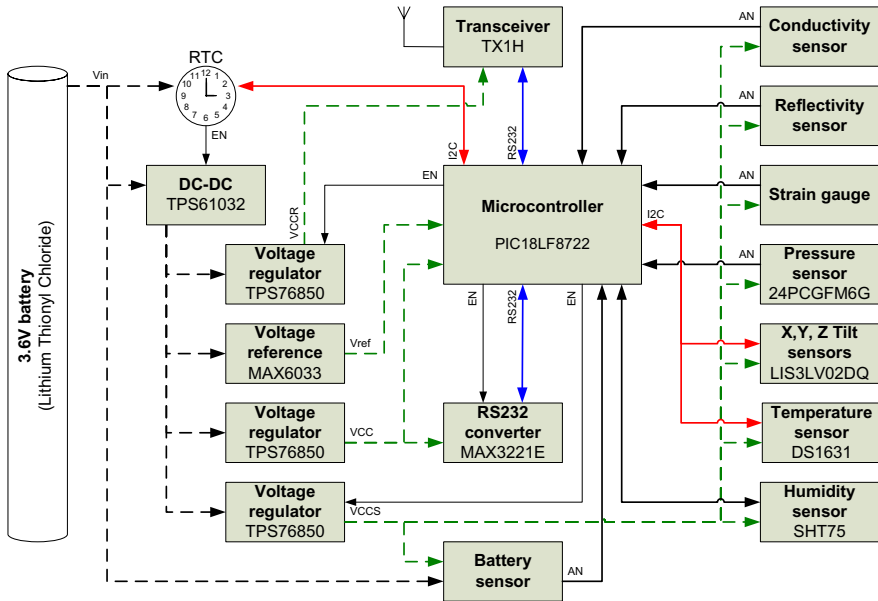 Transceiver
TX1H
AN
Conductivity
sensor
RTC
Vin
12
1
2
3
4
5
6
7
8
9
10
11
EN
AN
Reflectivity
sensor
I2C
RS232
DC-DC
TPS61032
EN
Microcontroller
PIC18LF8722
AN
Strain gauge
I2C
VCCR
Voltage
regulator
TPS76850
AN
Pressure
sensor
24PCGFM6G
EN
RS232
EN
3.6V battery
(Lithium Thionyl Chloride)
Voltage
reference
MAX6033
Vref
X,Y, Z Tilt
sensors
LIS3LV02DQ
Voltage
regulator
TPS76850
VCC
RS232
converter
MAX3221E
Temperature
sensor
DS1631
Voltage
regulator
TPS76850
VCCS
Humidity
sensor
SHT75
Battery
sensor
AN